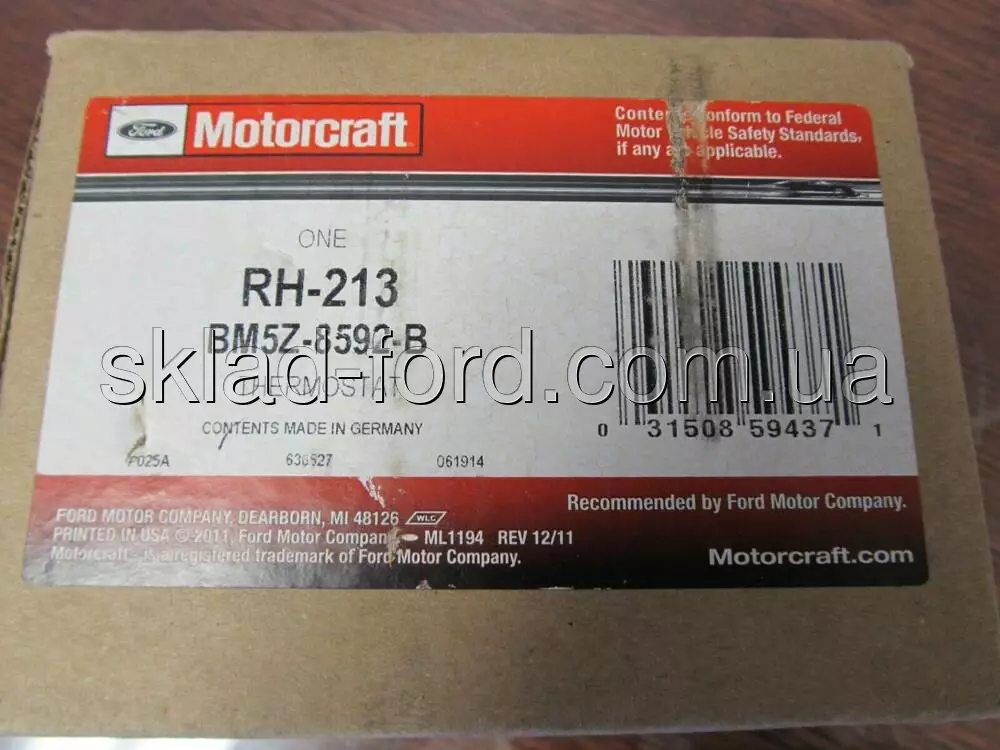 Ford Motorcraft
Contents conform to Federal
Motor Vehicle Safety Standards,
if any are applicable.
ONE
RH-213
BM5Z-8592-B
THERMOSTAT
sklad-ford.com.ua
CONTENTS MADE IN GERMANY
P025A 636527 061914
0 31508 59437 1
Recommended by Ford Motor Company.
FORD MOTOR COMPANY, DEARBORN, MI 48126 WLC
PRINTED IN USA © 2011, Ford Motor Company ML1194 REV 12/11
Motorcraft - is a registered trademark of Ford Motor Company.
Motorcraft.com